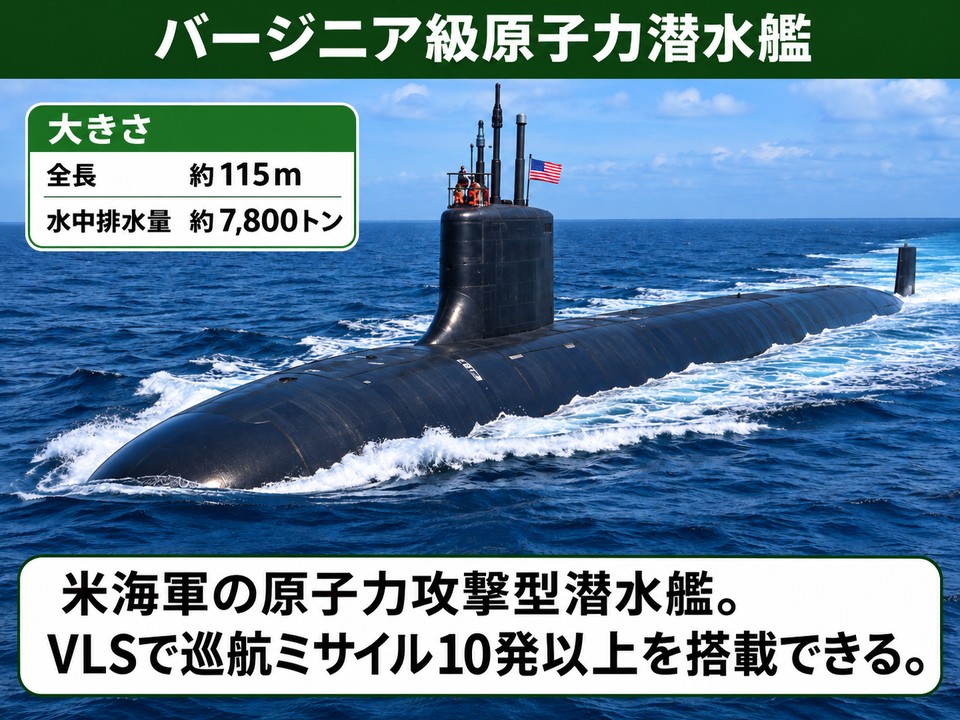 バージニア級原子力潜水艦
大きさ
全長 約115m
水中排水量 約7,800トン
米海軍の原子力攻撃型潜水艦。
VLSで巡航ミサイル10発以上を搭載できる。